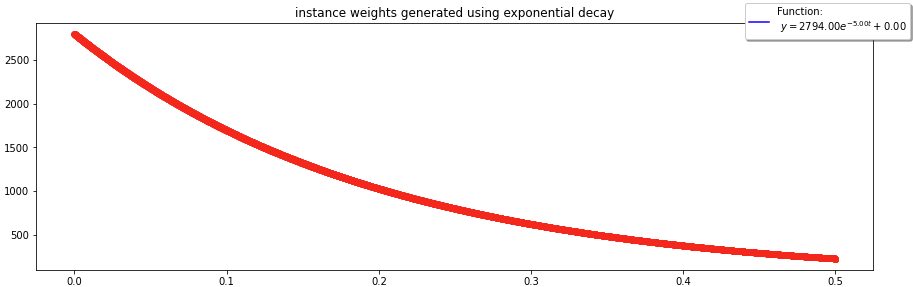 instance weights generated using exponential decay
Function:
y = 2794.00e^{-5.00t} + 0.00
2500
2000
1500
1000
500
0.0 0.1 0.2 0.3 0.4 0.5